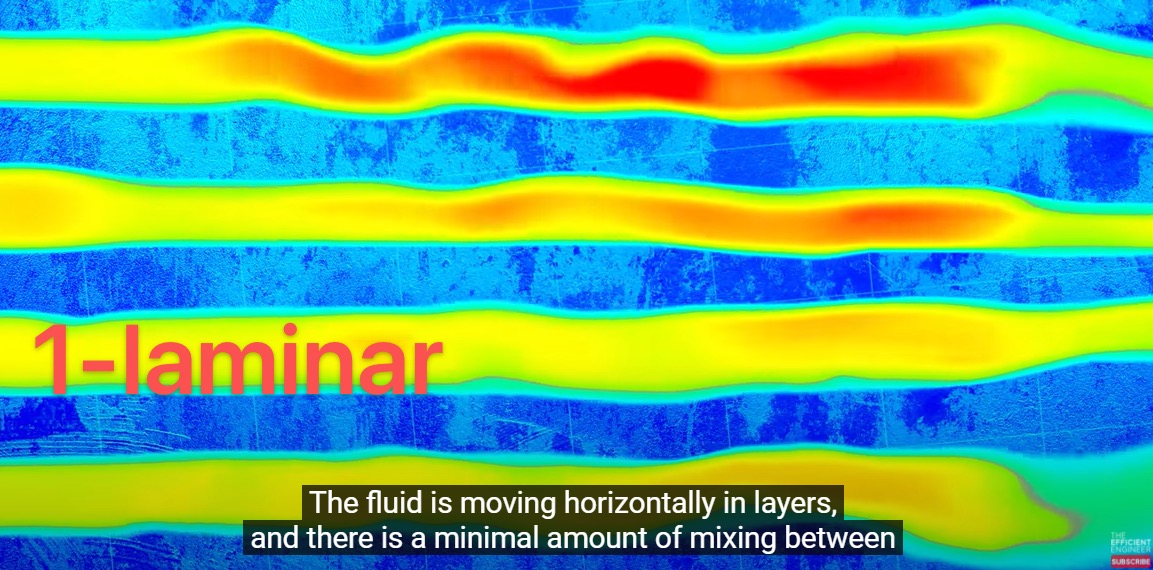 1-laminar
The fluid is moving horizontally in layers,
and there is a minimal amount of mixing between
THE
EFFICIENT
ENGINEER
SUBSCRIBE